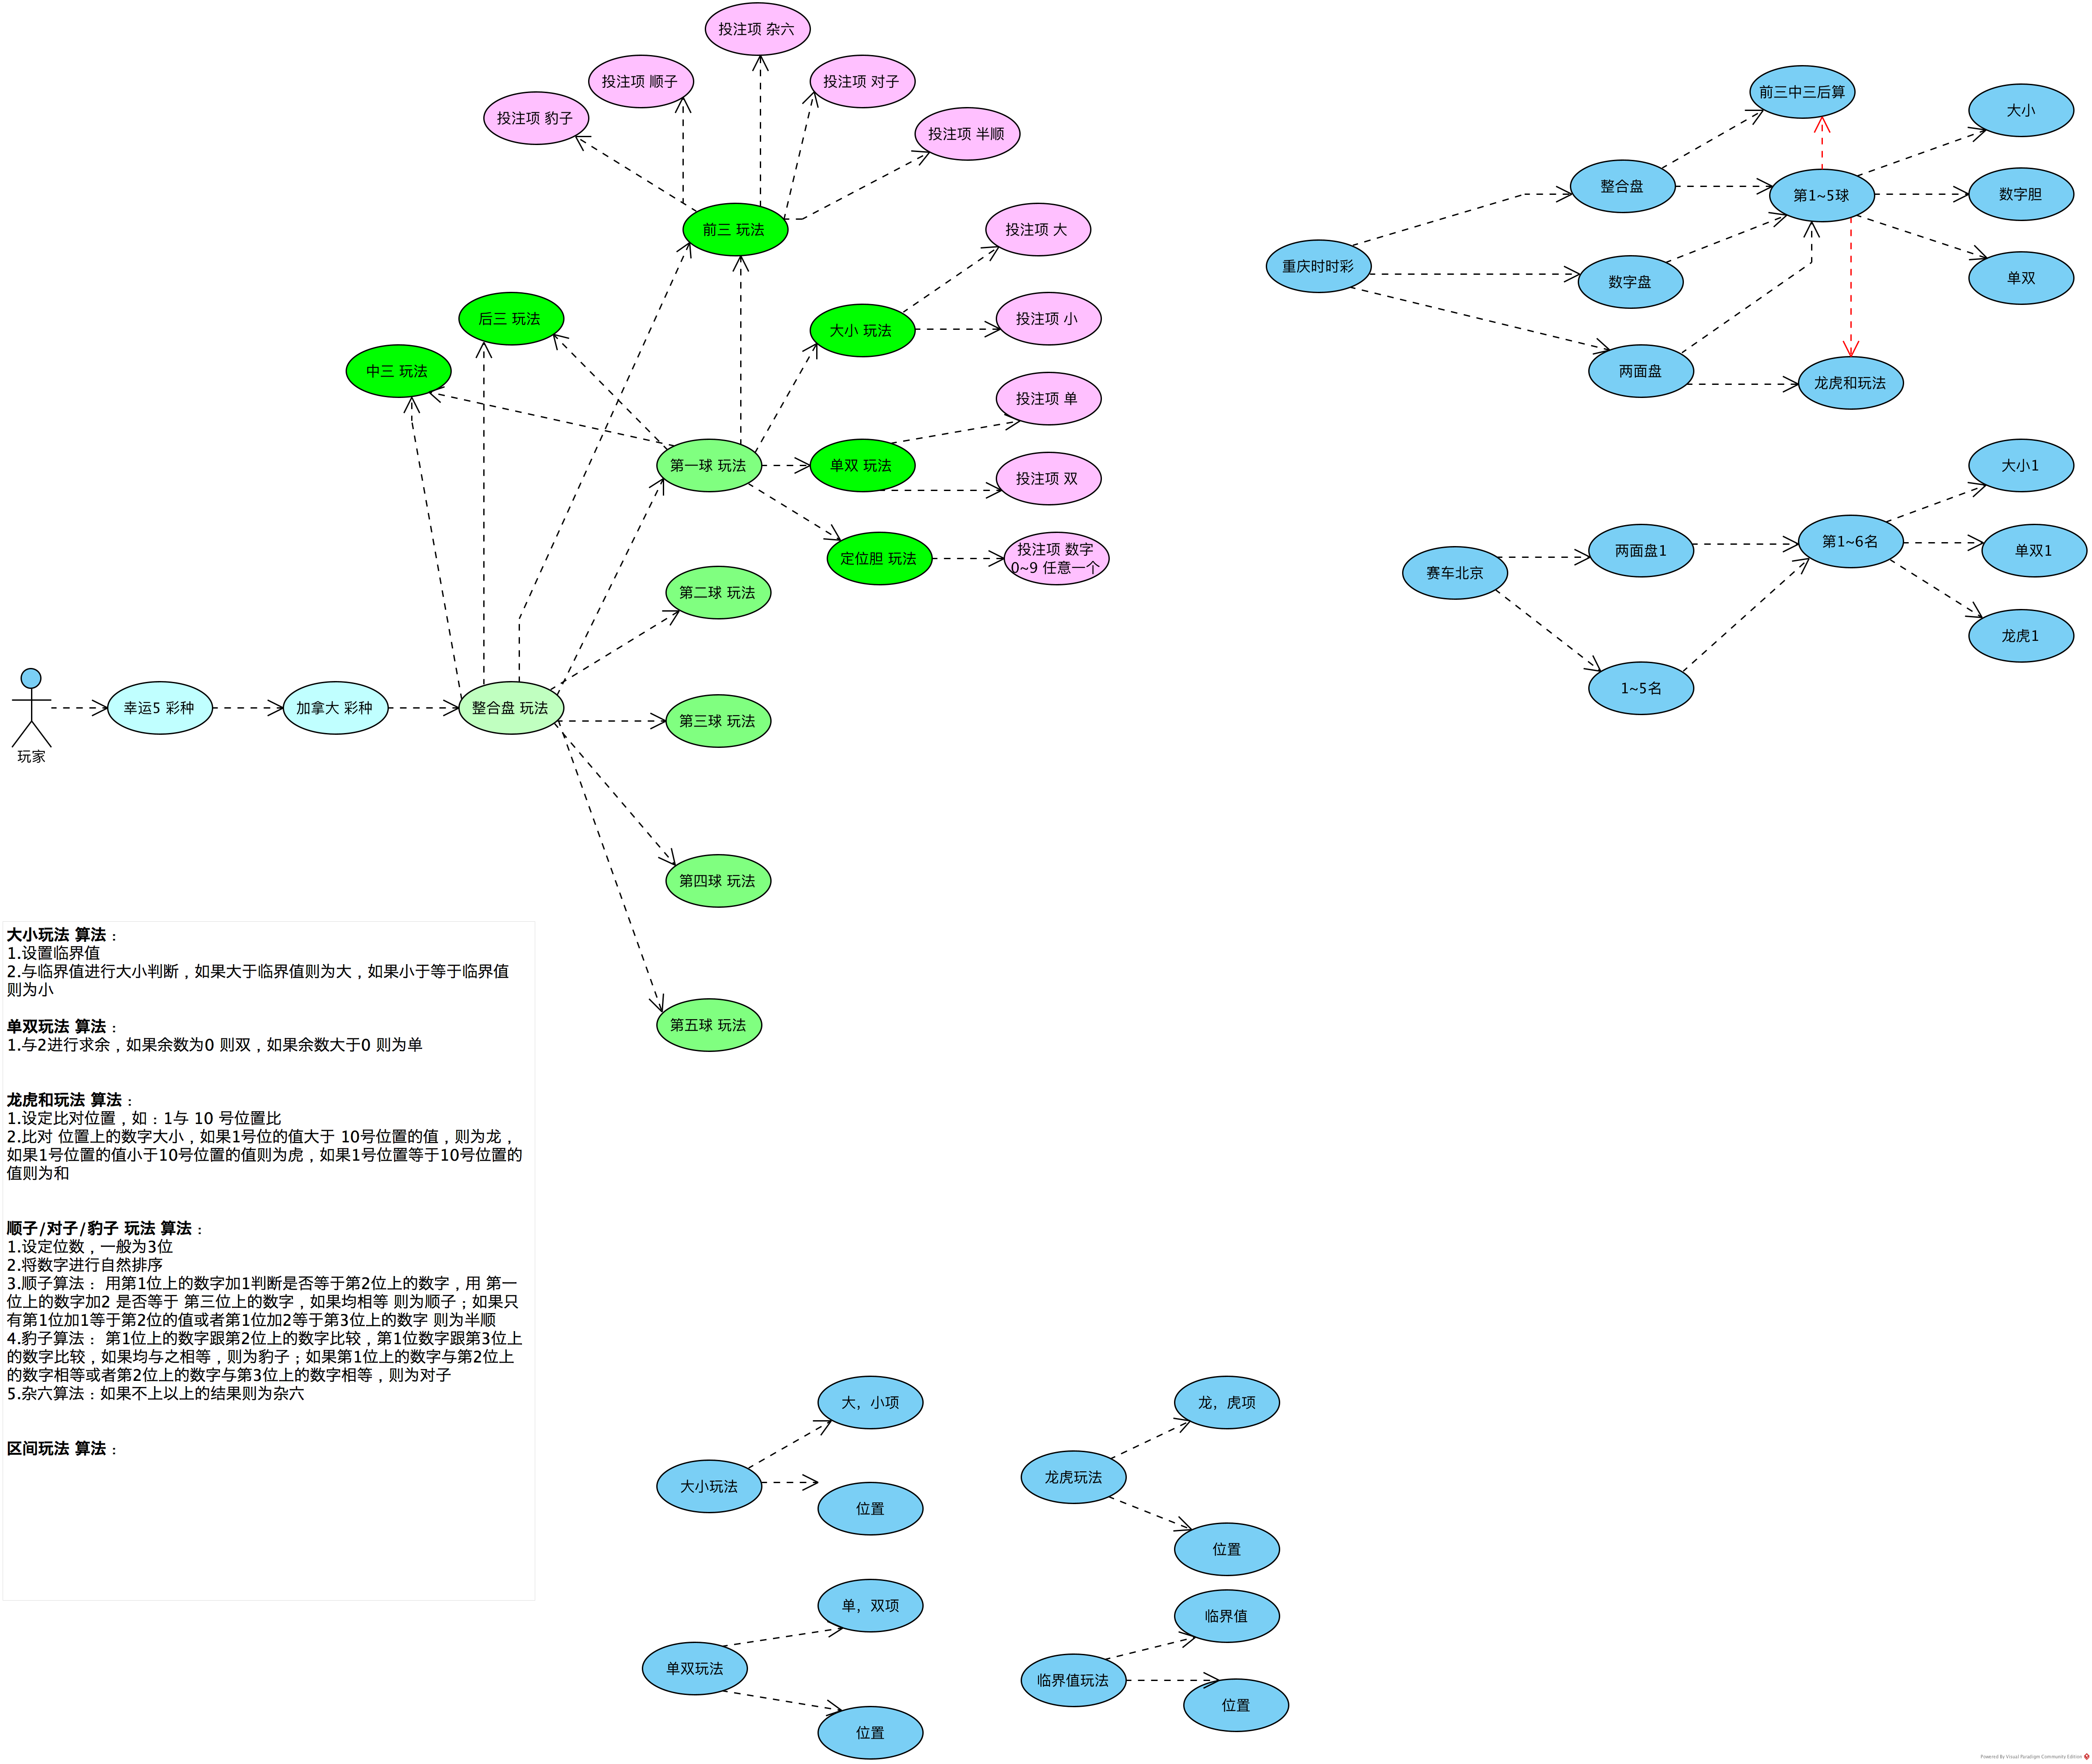 投注项 杂六
投注项 顺子
投注项 对子
投注项 豹子
投注项 半顺
前三 玩法
投注项 大
后三 玩法
大小 玩法
投注项 小
中三 玩法
投注项 单
第一球 玩法
单双 玩法
投注项 双
定位胆 玩法
投注项 数字
0~9 任意一个
第二球 玩法
玩家
幸运5 彩种
加拿大 彩种
整合盘 玩法
第三球 玩法
第四球 玩法
第五球 玩法
前三中三后算
大小
整合盘
第1~5球
数字胆
重庆时时彩
数字盘
单双
两面盘
龙虎和玩法
大小1
两面盘1
第1~6名
单双1
赛车北京
龙虎1
1~5名
大小玩法 算法：
1.设置临界值
2.与临界值进行大小判断，如果大于临界值则为大，如果小于等于临界值
则为小
单双玩法 算法：
1.与2进行求余，如果余数为0 则双，如果余数大于0 则为单
龙虎和玩法 算法：
1.设定比对位置，如：1与 10 号位置比
2.比对 位置上的数字大小，如果1号位的值大于 10号位置的值，则为龙，
如果1号位置的值小于10号位置的值则为虎，如果1号位置等于10号位置的
值则为和
顺子/对子/豹子 玩法 算法：
1.设定位数，一般为3位
2.将数字进行自然排序
3.顺子算法： 用第1位上的数字加1判断是否等于第2位上的数字，用 第一
位上的数字加2 是否等于 第三位上的数字，如果均相等 则为顺子；如果只
有第1位加1等于第2位的值或者第1位加2等于第3位上的数字 则为半顺
4.豹子算法： 第1位上的数字跟第2位上的数字比较，第1位数字跟第3位上
的数字比较，如果均与之相等，则为豹子；如果第1位上的数字与第2位上
的数字相等或者第2位上的数字与第3位上的数字相等，则为对子
5.杂六算法：如果不上以上的结果则为杂六
区间玩法 算法：
大，小项
大小玩法
位置
龙，虎项
龙虎玩法
位置
单，双项
单双玩法
位置
临界值
临界值玩法
位置
Powered By Visual Paradigm Community Edition